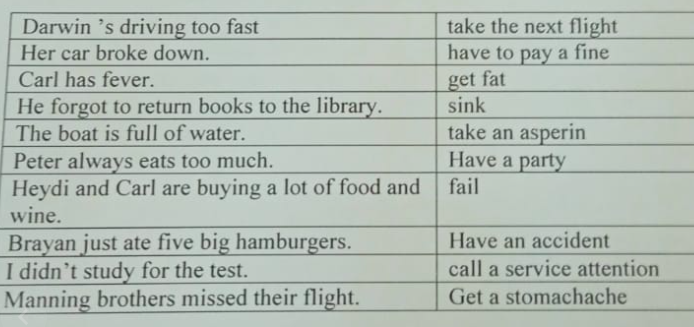 Darwin 's driving too fast take the next flight
Her car broke down. have to pay a fine
Carl has fever. get fat
He forgot to return books to the library. sink
The boat is full of water. take an asperin
Peter always eats too much. Have a party
Heydi and Carl are buying a lot of food and fail
wine.
Brayan just ate five big hamburgers. Have an accident
I didn't study for the test. call a service attention
Manning brothers missed their flight. Get a stomachache